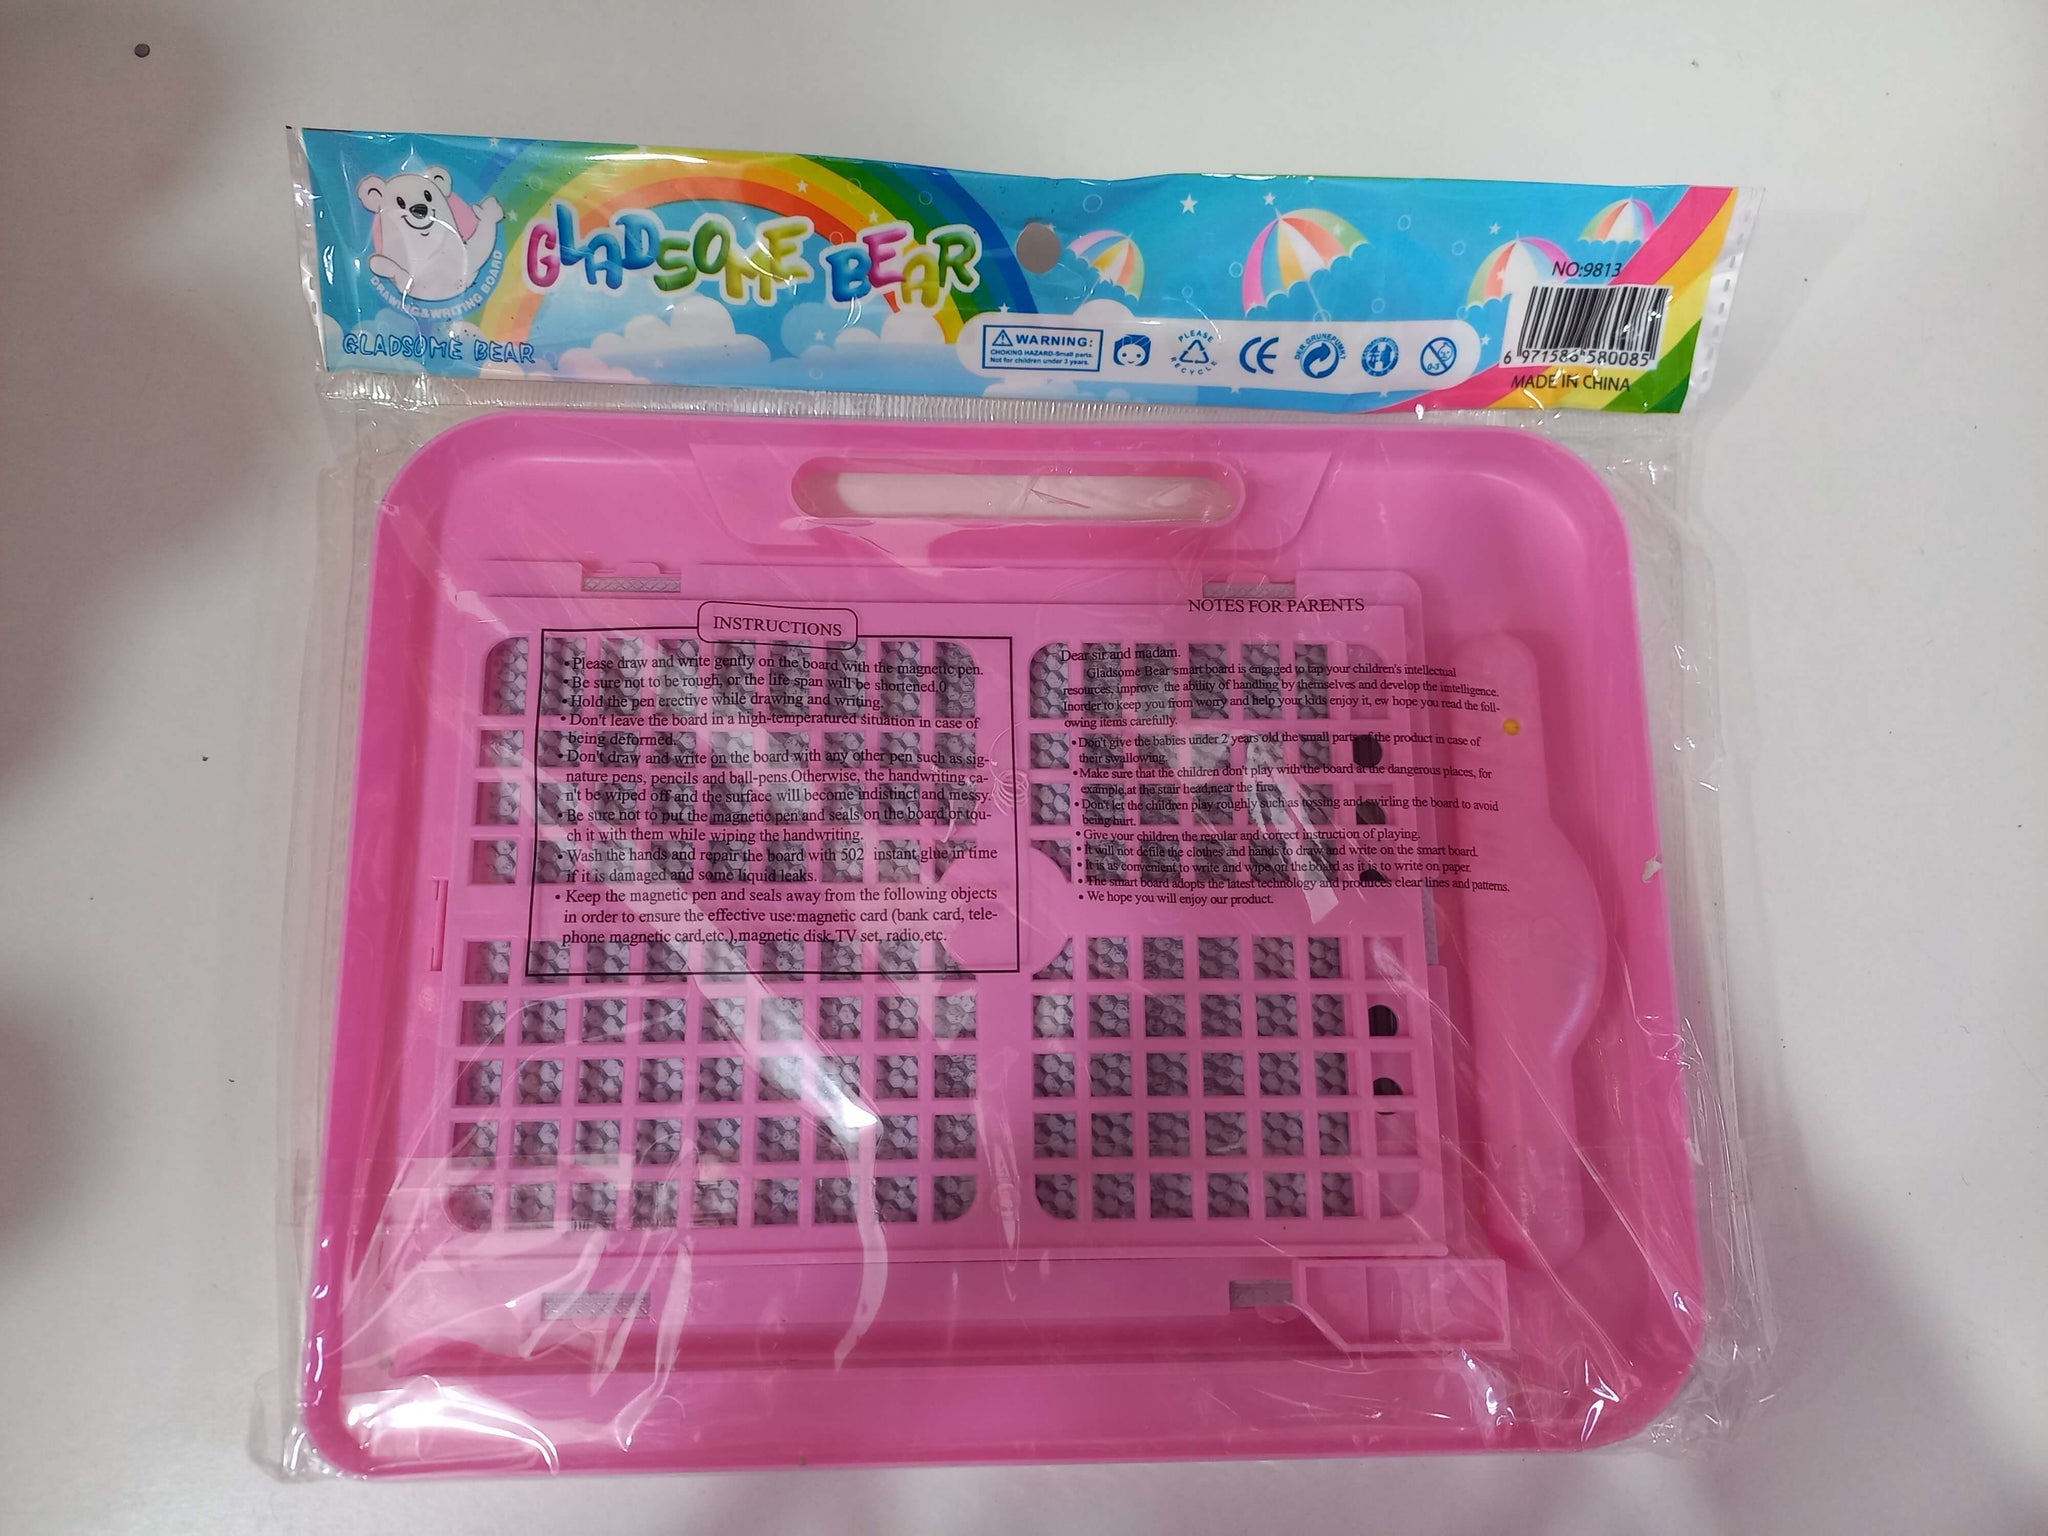 GLADSOME BEAR
DRAWING&WRITING BOARD
GLADSOME BEAR
WARNING:
CHOKING HAZARD-Small parts.
Not for children under 3 years.
PLEASE
RECYCLE
CE
DER GRÜNE PUNKT
0-3
NO:9813
6 971586 580085
MADE IN CHINA
INSTRUCTIONS
• Please draw and write gently on the board with the magnetic pen.
• Be sure not to be rough, or the life span will be shortened,0
• Hold the pen erective while drawing and writing.
• Don't leave the board in a high-temperatured situation in case of
being deformed.
• Don't draw and write on the board with any other pen such as sig-
nature pens, pencils and ball-pens.Otherwise, the handwriting ca-
n't be wiped off and the surface will become indistinct and messy.
• Be sure not to put the magnetic pen and seals on the board or tou-
ch it with them while wiping the handwriting.
• Wash the hands and repair the board with 502 instant glue in time
if it is damaged and some liquid leaks.
• Keep the magnetic pen and seals away from the following objects
in order to ensure the effective use:magnetic card (bank card, tele-
phone magnetic card,etc.),magnetic disk,TV set, radio,etc.
NOTES FOR PARENTS
Dear sir and madam.
Gladsome Bear smart board is engaged to tap your children's intellectual
resources, improve the ability of handling by themselves and develop the imtelligence.
Inorder to keep you from worry and help your kids enjoy it, ew hope you read the foll-
owing items carefully.
• Don't give the babies under 2 years old the small parts of the product in case of
their swallowing.
• Make sure that the children don't play with the board at the dangerous places, for
example,at the stair head,near the fire.
• Don't let the children play roughly such as tossing and swirling the board to avoid
being hurt.
• Give your children the regular and correct instruction of playing.
• It will not defile the clothes and hands to draw and write on the smart board.
• It is as convenient to write and wipe on the board as it is to write on paper.
• The smart board adopts the latest technology and produces clear lines and patterns.
• We hope you will enjoy our product.